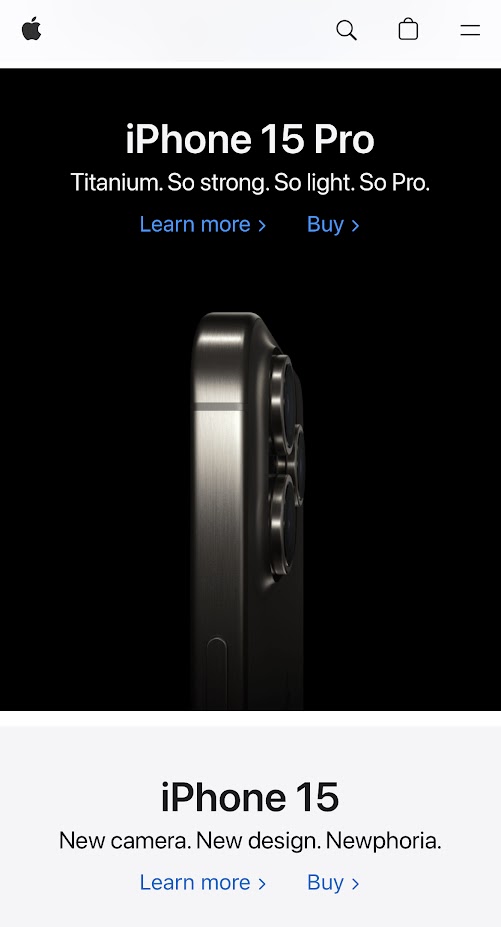 iPhone 15 Pro
Titanium. So strong. So light. So Pro.
Learn more > Buy >
iPhone 15
New camera. New design. Newphoria.
Learn more > Buy >